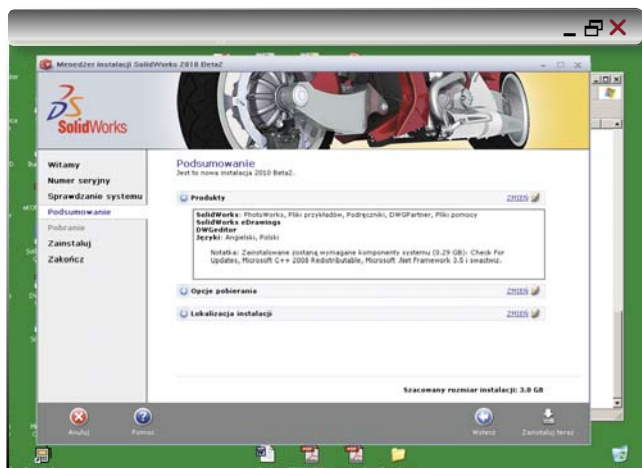 Menedżer instalacji SolidWorks 2010 Beta2
SolidWorks
Witamy
Numer seryjny
Sprawdzanie systemu
Podsumowanie
Pobranie
Zainstaluj
Zakończ
Podsumowanie
Jest to nowa instalacja 2010 Beta2.
Produkty ZMIEŃ
SolidWorks: PhotoWorks, Pliki przykładów, Podręczniki, DWGPartner, Pliki pomocy
SolidWorks eDrawings
DWGeditor
Języki: Angielski, Polski
Notatka: Zainstalowane zostaną wymagane komponenty systemu (0.29 GB): Check For
Updates, Microsoft C++ 2008 Redistributable, Microsoft .Net Framework 3.5 i swactwiz.
Opcje pobierania ZMIEŃ
Lokalizacja instalacji ZMIEŃ
Szacowany rozmiar instalacji: 3.0 GB
Anuluj Pomoc Wstecz Zainstaluj teraz